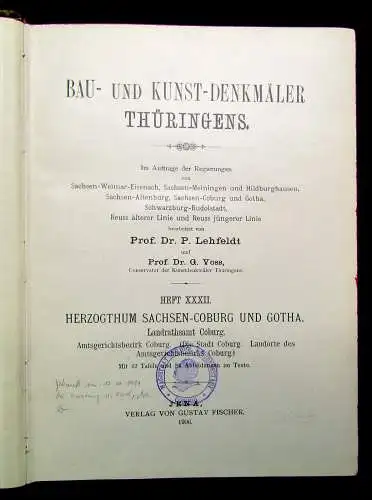 BAU- UND KUNST-DENKMÄLER
THÜRINGENS.
Im Auftrage der Regierungen
von
Sachsen-Weimar-Eisenach, Sachsen-Meiningen und Hildburghausen,
Sachsen-Altenburg, Sachsen-Coburg und Gotha,
Schwarzburg-Rudolstadt,
Reuss älterer Linie und Reuss jüngerer Linie
bearbeitet von
Prof. Dr. P. Lehfeldt
und
Prof. Dr. G. Voss,
Conservator der Kunstdenkmäler Thüringens.
HEFT XXXII.
HERZOGTHUM SACHSEN-COBURG UND GOTHA.
Landrathsamt Coburg.
Amtsgerichtsbezirk Coburg. (Die Stadt Coburg. Landorte des
Amtsgerichtsbezirks Coburg)
Mit Tafeln und Abbildungen im Texte.
JENA,
VERLAG VON GUSTAV FISCHER.
1906.